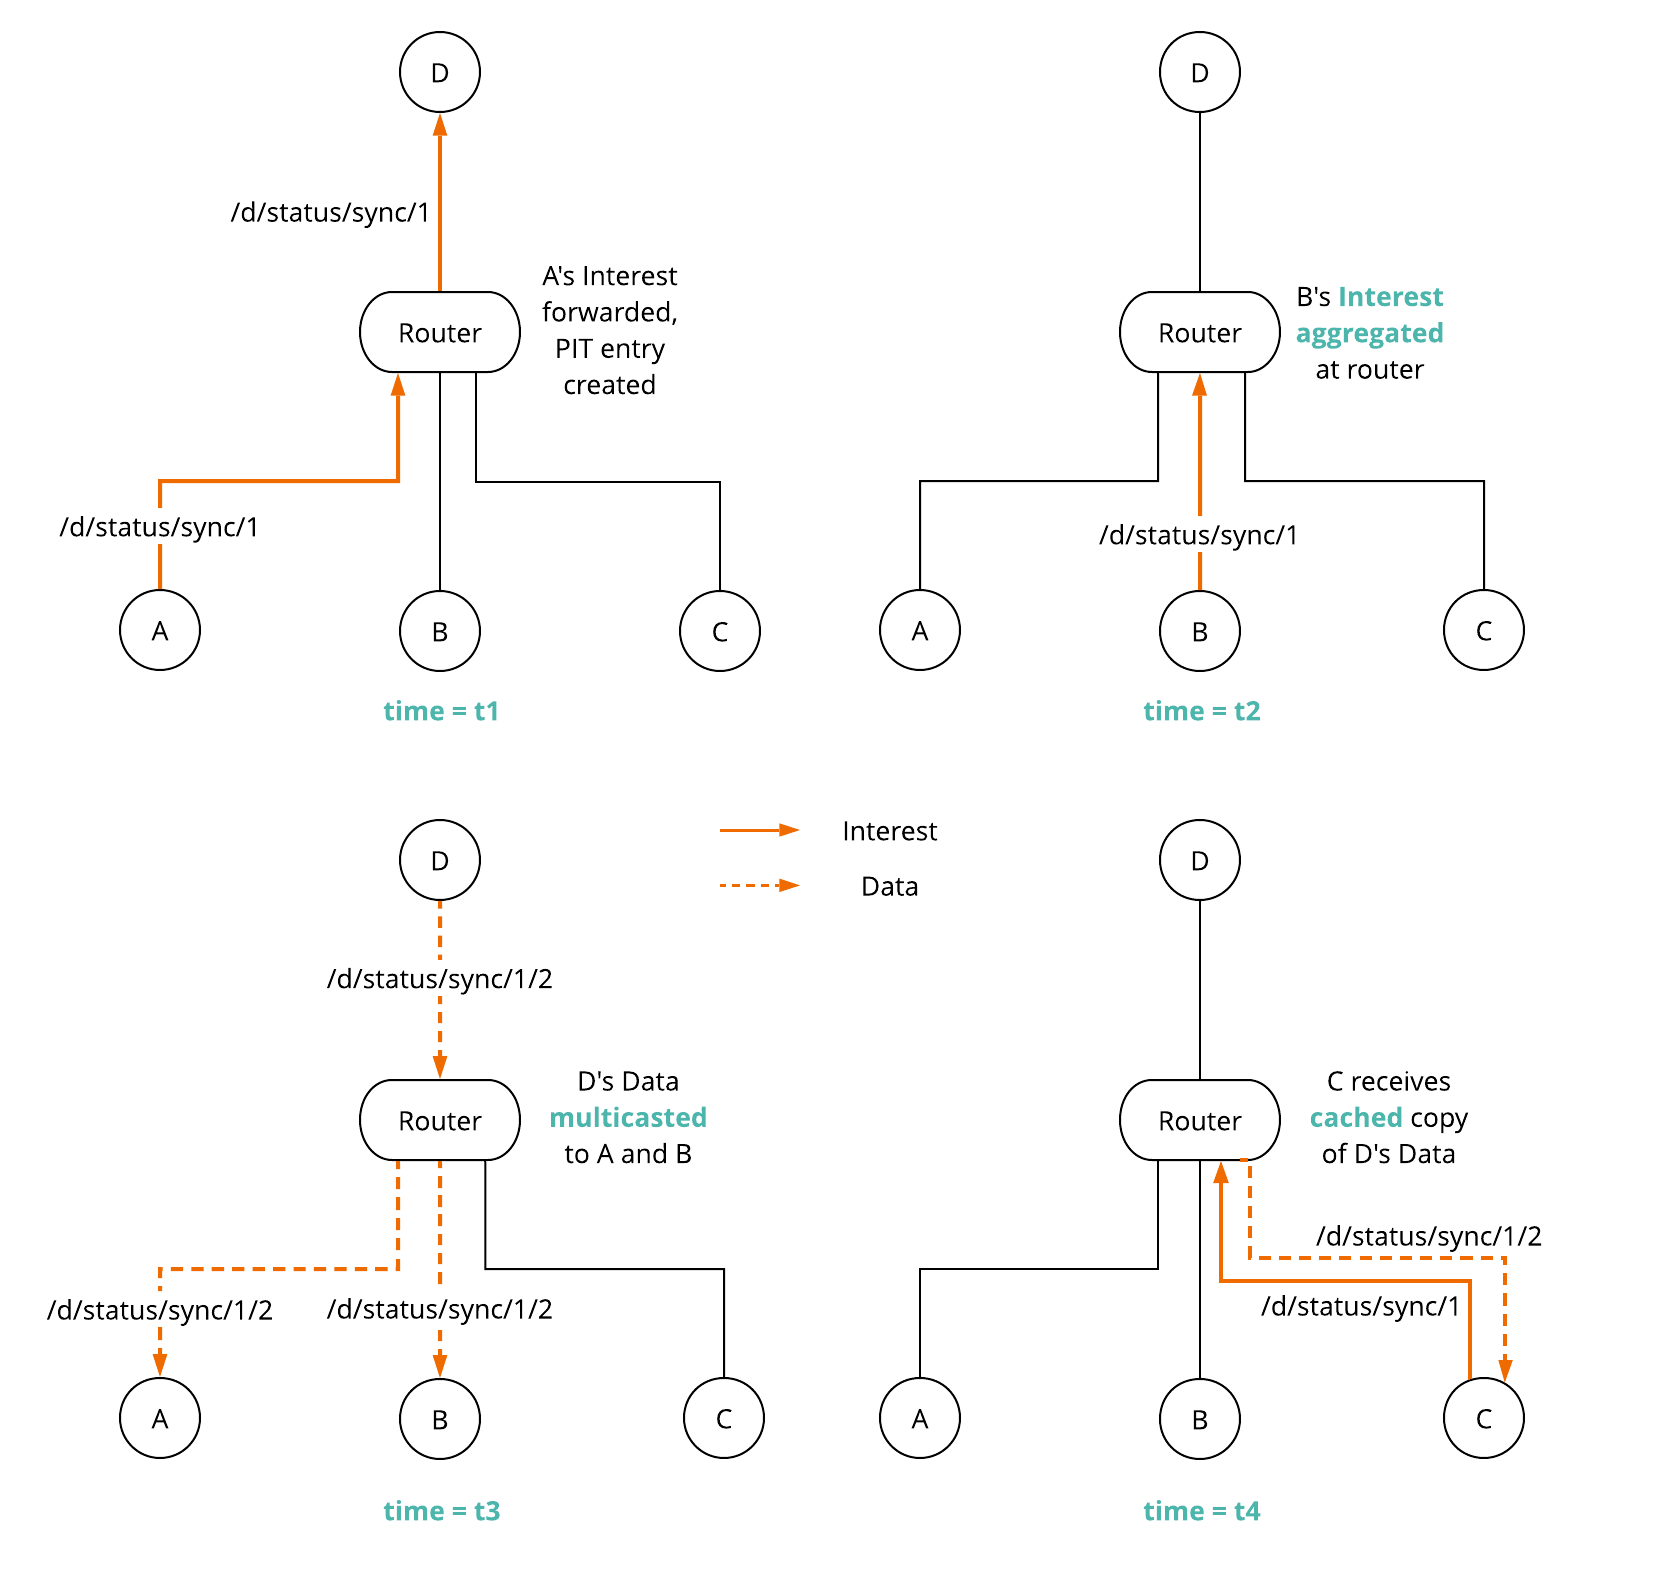 D
/d/status/sync/1
A's Interest
forwarded,
PIT entry
created
Router
/d/status/sync/1
A
B
C
time = t1
D
B's Interest
aggregated
at router
Router
/d/status/sync/1
A
B
C
time = t2
Interest
Data
D
/d/status/sync/1/2
Router
D's Data
multicasted
to A and B
/d/status/sync/1/2
/d/status/sync/1/2
A
B
C
time = t3
D
Router
C receives
cached copy
of D's Data
/d/status/sync/1/2
/d/status/sync/1
A
B
C
time = t4